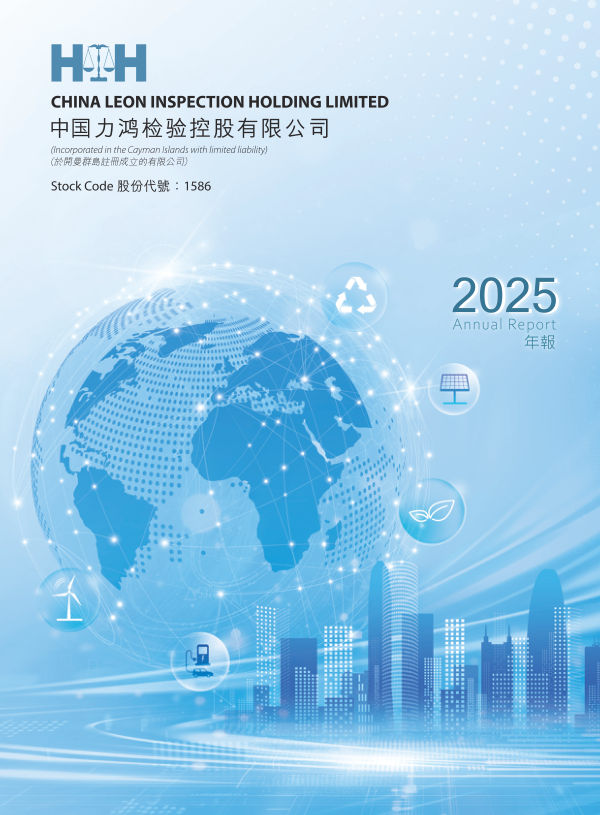 H H
CHINA LEON INSPECTION HOLDING LIMITED
中国力鸿检验控股有限公司
(Incorporated in the Cayman Islands with limited liability)
(於開曼群島註冊成立的有限公司)
Stock Code 股份代號：1586
2025
Annual Report
年報